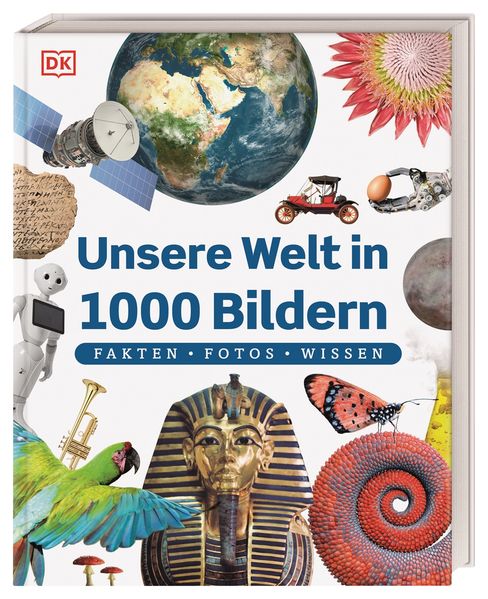 DK
Unsere Welt in
1000 Bildern
FAKTEN • FOTOS • WISSEN